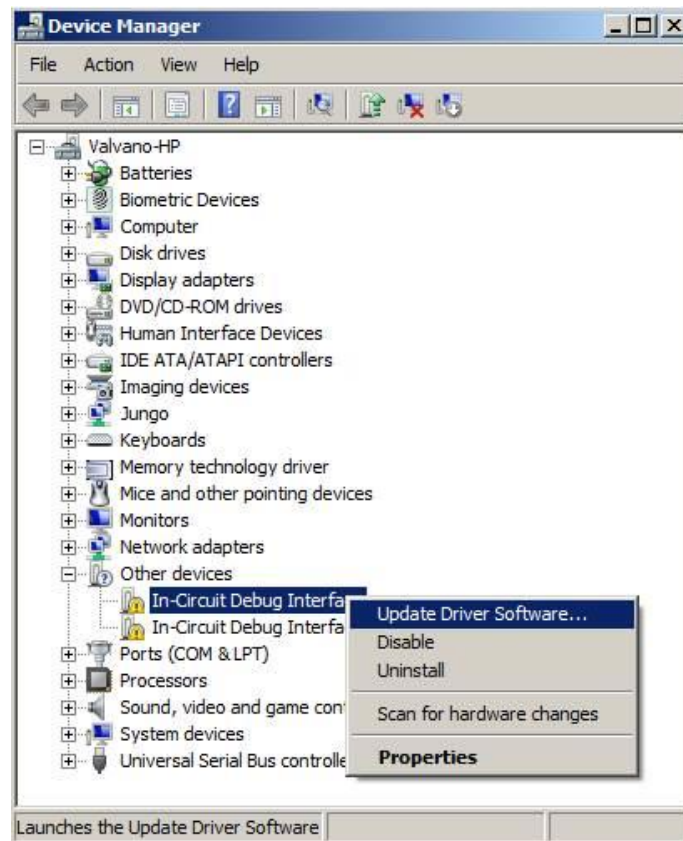 Device Manager
File Action View Help
Valvano-HP
Batteries
Biometric Devices
Computer
Disk drives
Display adapters
DVD/CD-ROM drives
Human Interface Devices
IDE ATA/ATAPI controllers
Imaging devices
Jungo
Keyboards
Memory technology driver
Mice and other pointing devices
Monitors
Network adapters
Other devices
In-Circuit Debug Interfa
In-Circuit Debug Interfa
Ports (COM & LPT)
Processors
Sound, video and game con
System devices
Universal Serial Bus controlle
Update Driver Software...
Disable
Uninstall
Scan for hardware changes
Properties
Launches the Update Driver Software